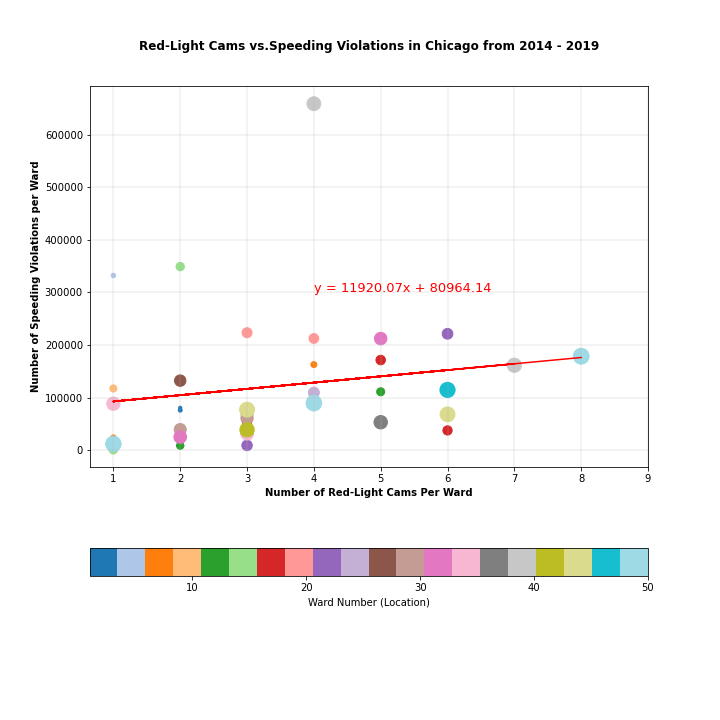 Red-Light Cams vs.Speeding Violations in Chicago from 2014 - 2019
Number of Speeding Violations per Ward
600000
500000
400000
300000
200000
100000
0
y = 11920.07x + 80964.14
1 2 3 4 5 6 7 8 9
Number of Red-Light Cams Per Ward
10 20 30 40 50
Ward Number (Location)